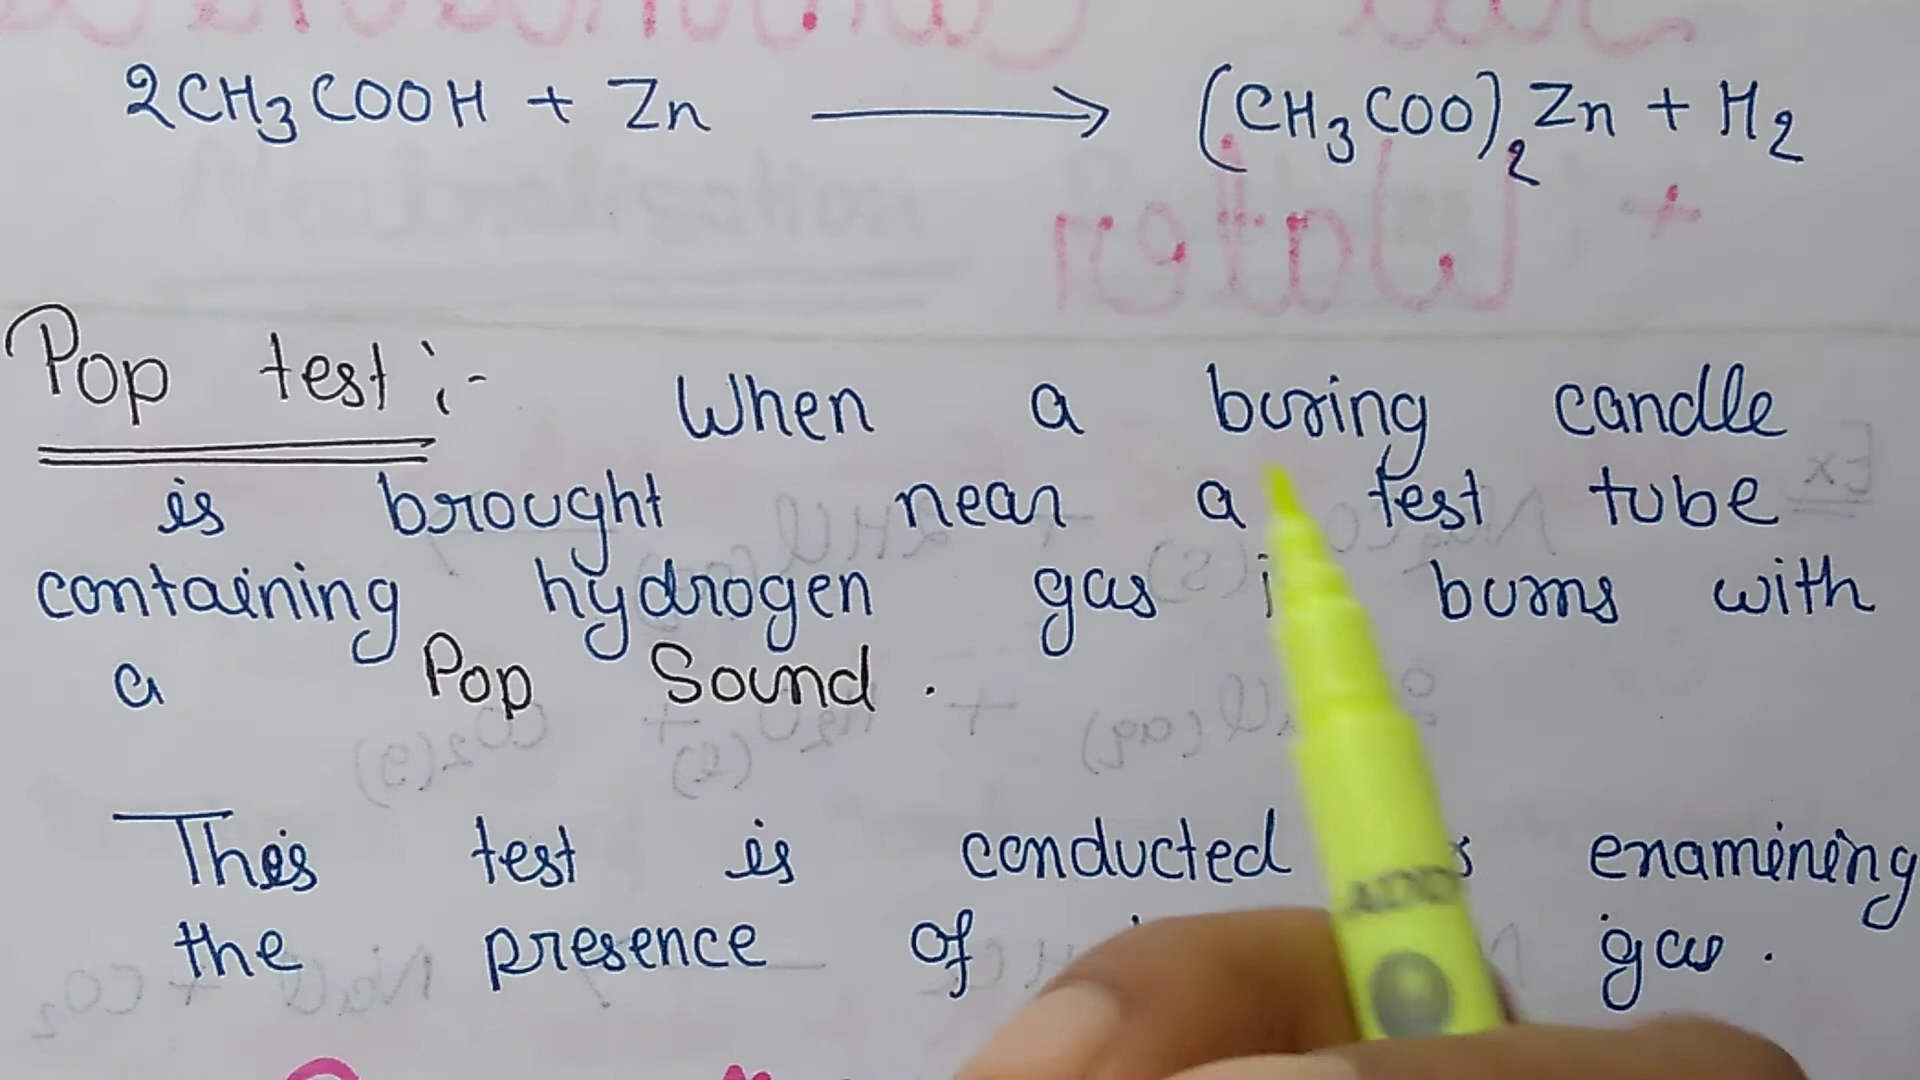 2CH3COOH + Zn ⟶ (CH3COO)2Zn + H2
Pop test :- When a buring candle
is brought near a test tube
containing hydrogen gas burns with
a Pop Sound .
This test is conducted enamining
the presence of gas .